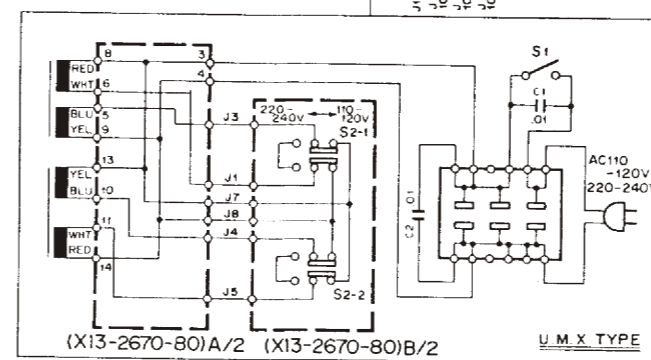 8
RED
WHT
6
BLU
5
YEL
9
13
YEL
BLU
10
11
WHT
RED
14
3
4
J3
J1
J7
J8
J4
J5
220-
240V
110-
120V
S2-1
S2-2
S1
C1
.01
C2
.01
AC110
-120V
220-240V
(X13-2670-80)A/2
(X13-2670-80)B/2
U.M.X TYPE